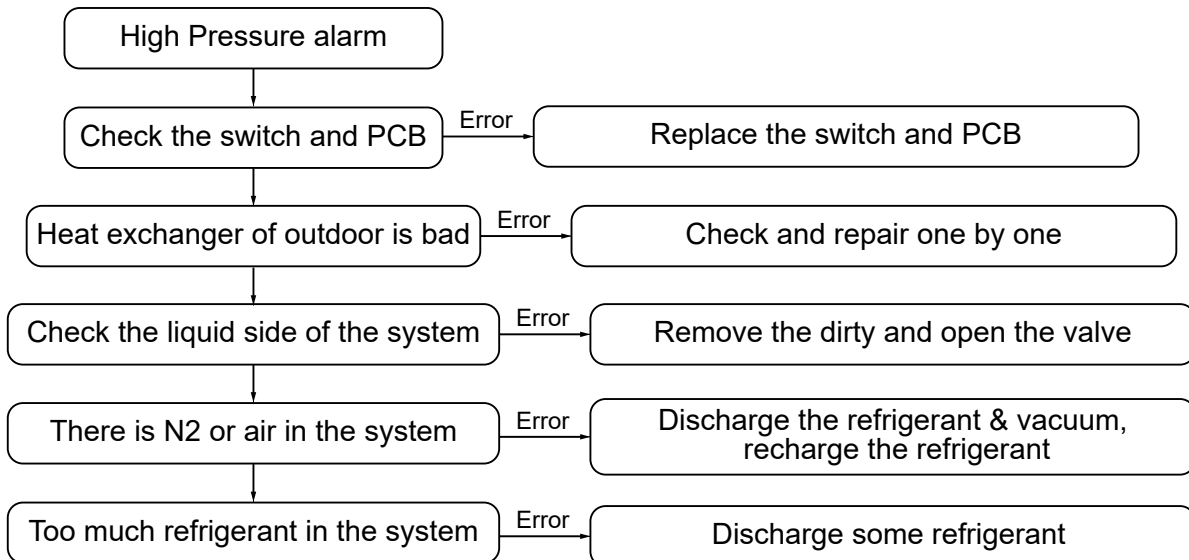 High Pressure alarm
Check the switch and PCB
Error
Replace the switch and PCB
Heat exchanger of outdoor is bad
Error
Check and repair one by one
Check the liquid side of the system
Error
Remove the dirty and open the valve
There is N2 or air in the system
Error
Discharge the refrigerant & vacuum,
recharge the refrigerant
Too much refrigerant in the system
Error
Discharge some refrigerant